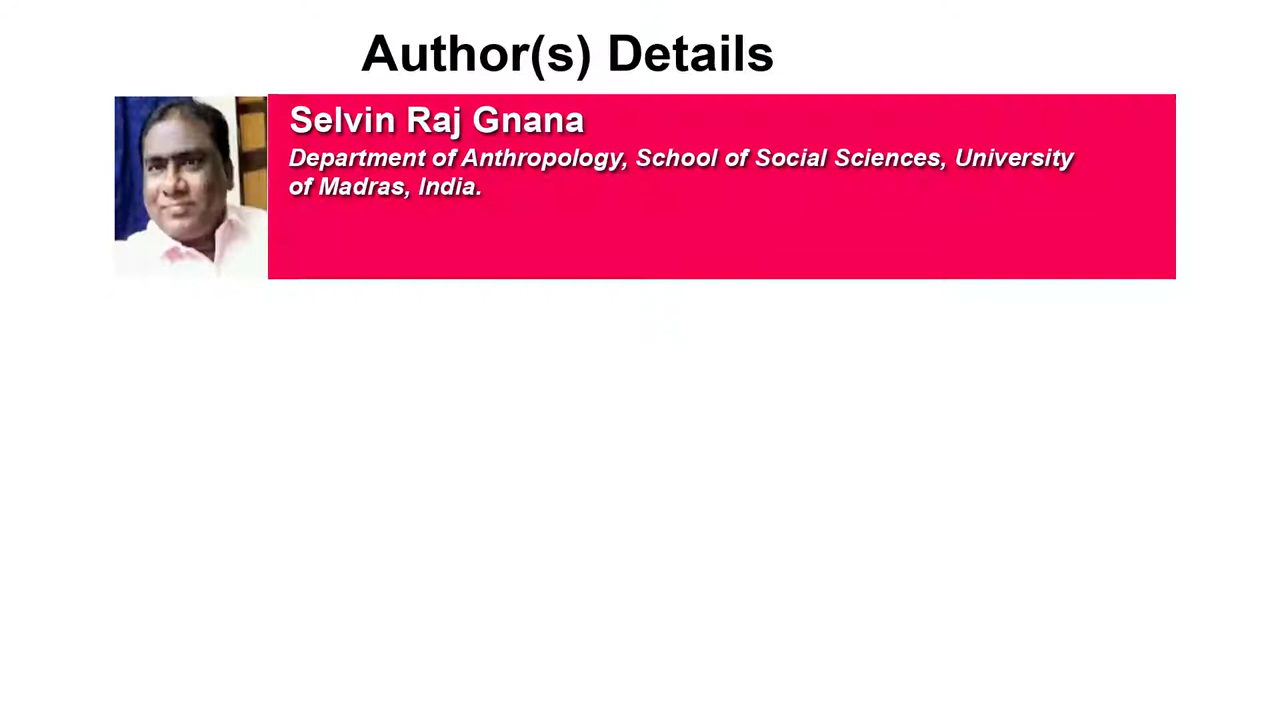 Author(s) Details
Selvin Raj Gnana
Department of Anthropology, School of Social Sciences, University
of Madras, India.